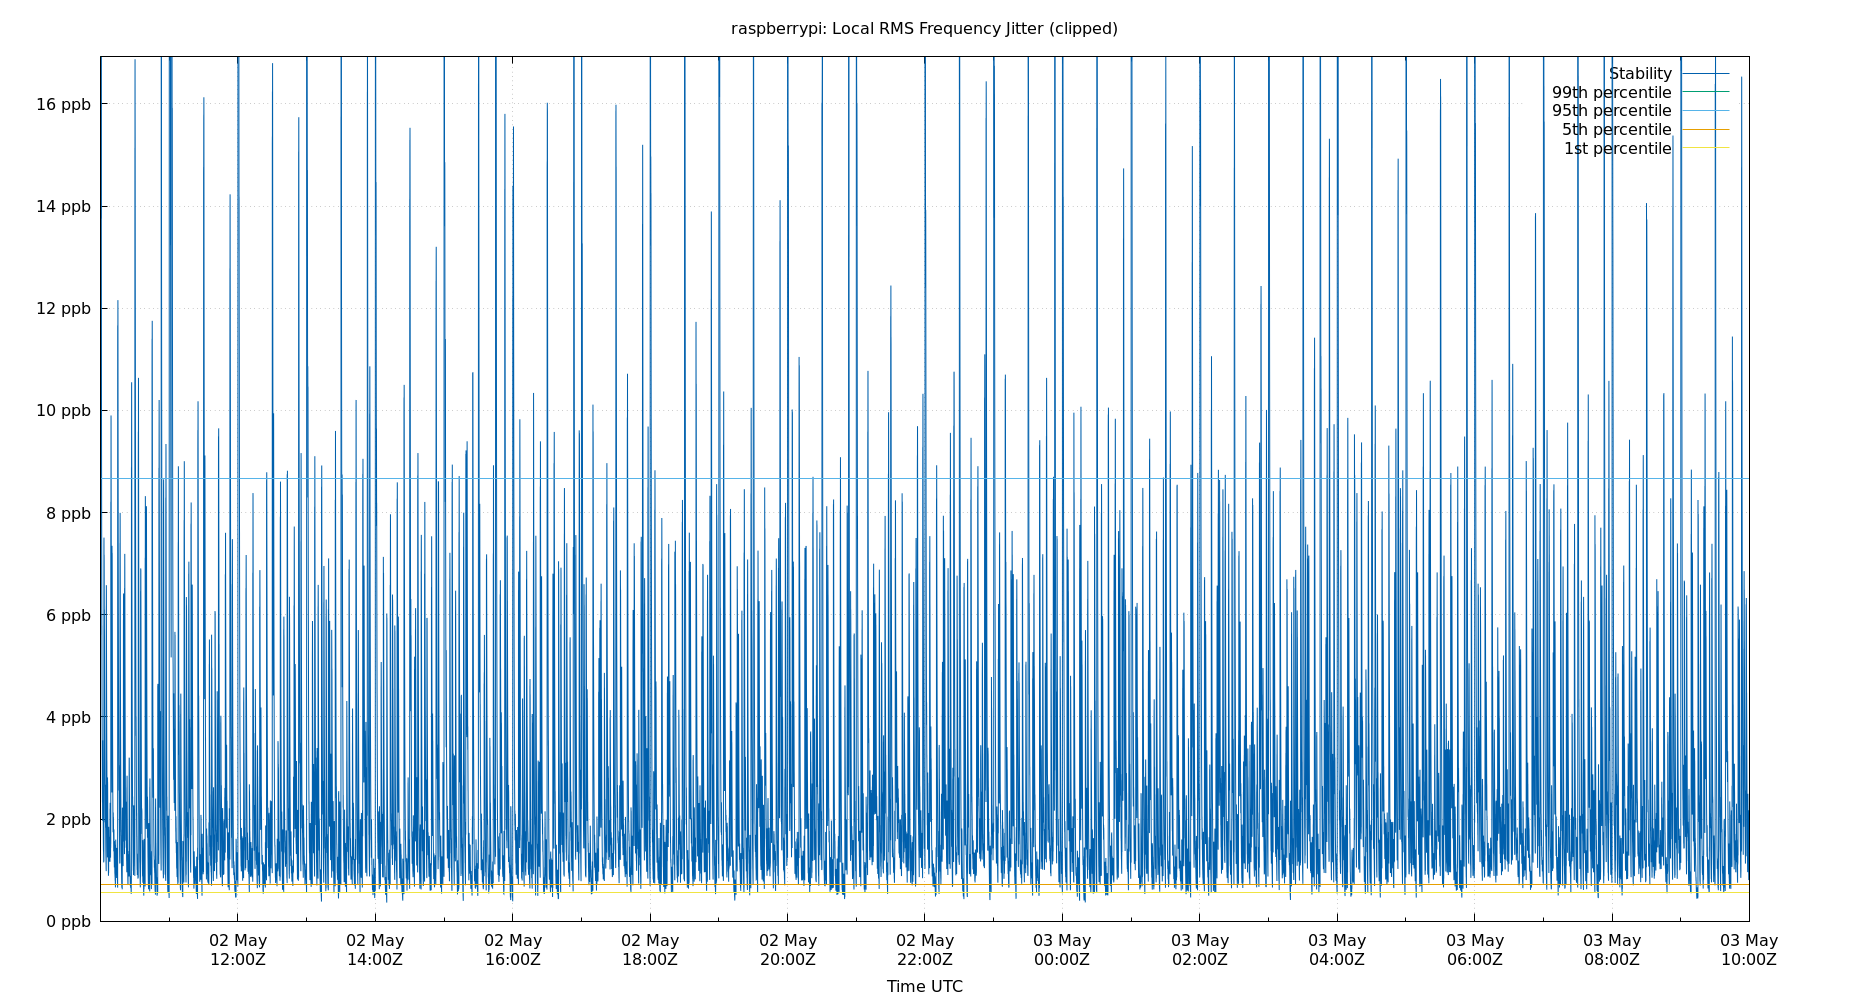 raspberrypi: Local RMS Frequency Jitter (clipped)
Stability
99th percentile
95th percentile
5th percentile
1st percentile
16 ppb
14 ppb
12 ppb
10 ppb
8 ppb
6 ppb
4 ppb
2 ppb
0 ppb
02 May 02 May 02 May 02 May 02 May 02 May 03 May 03 May 03 May 03 May 03 May 03 May
12:00Z 14:00Z 16:00Z 18:00Z 20:00Z 22:00Z 00:00Z 02:00Z 04:00Z 06:00Z 08:00Z 10:00Z
Time UTC